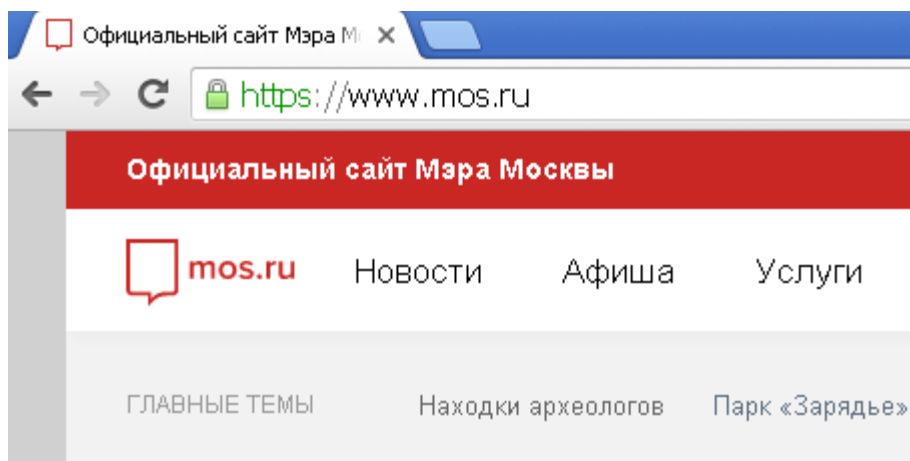 Официальный сайт Мэра М
https://www.mos.ru
Официальный сайт Мэра Москвы
mos.ru Новости Афиша Услуги
ГЛАВНЫЕ ТЕМЫ Находки археологов Парк «Зарядье»